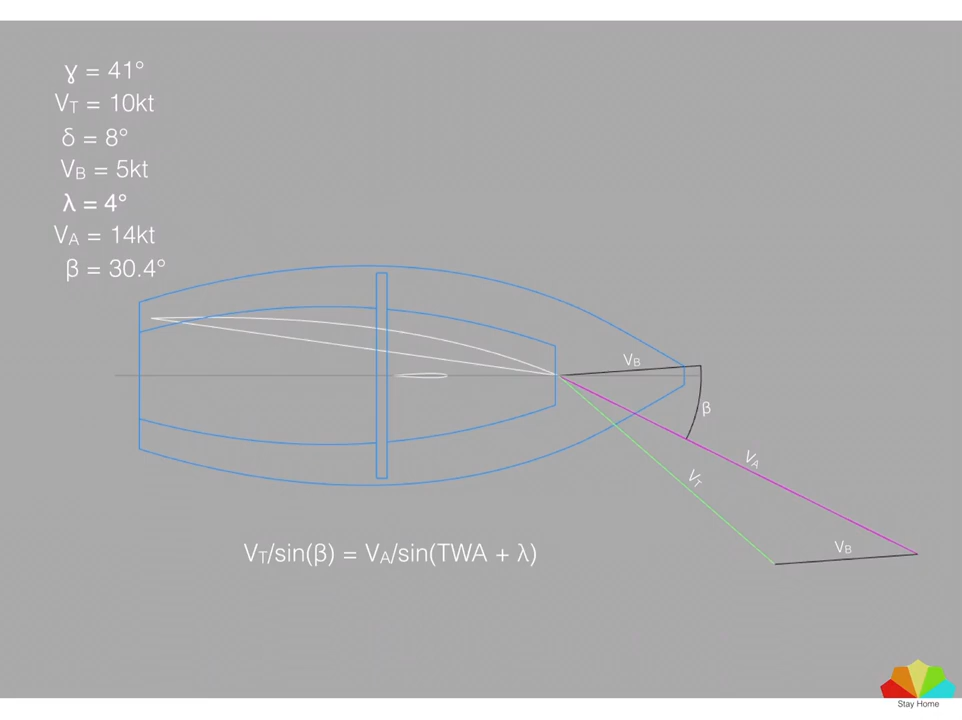 ɣ = 41°
VT = 10kt
δ = 8°
VB = 5kt
λ = 4°
VA = 14kt
β = 30.4°
VB
β
VA
VT
VB
VT/sin(β) = VA/sin(TWA + λ)
Stay Home